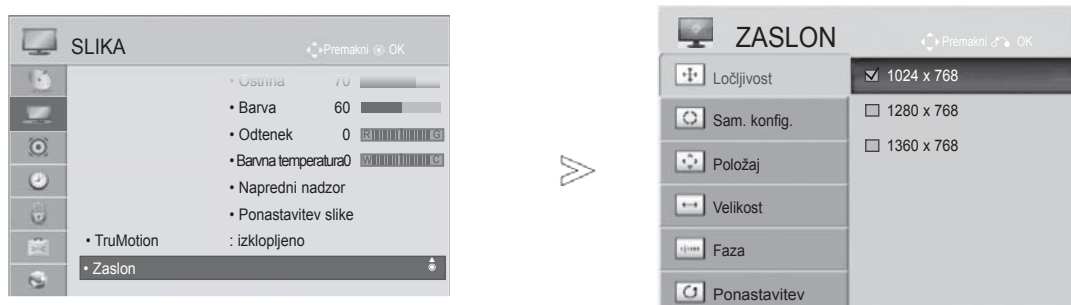 SLIKA
Premakni OK
• Ostrina 70
• Barva 60
• Odtenek 0 R G
• Barvna temperatura0 W C
• Napredni nadzor
• Ponastavitev slike
• TruMotion : izklopljeno
• Zaslon
ZASLON
Premakni OK
Ločljivost
Sam. konfig.
Položaj
Velikost
Faza
Ponastavitev
1024 x 768
1280 x 768
1360 x 768